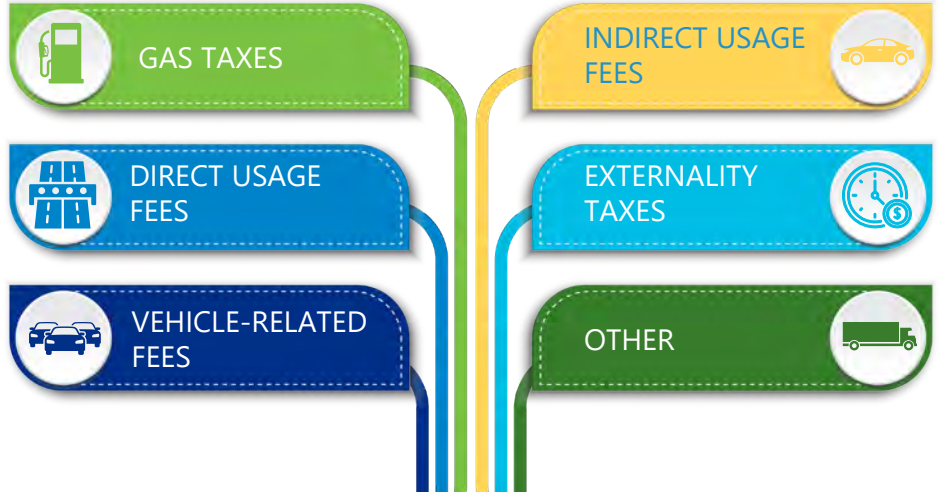 GAS TAXES
DIRECT USAGE
FEES
VEHICLE-RELATED
FEES
INDIRECT USAGE
FEES
EXTERNALITY
TAXES
$
OTHER